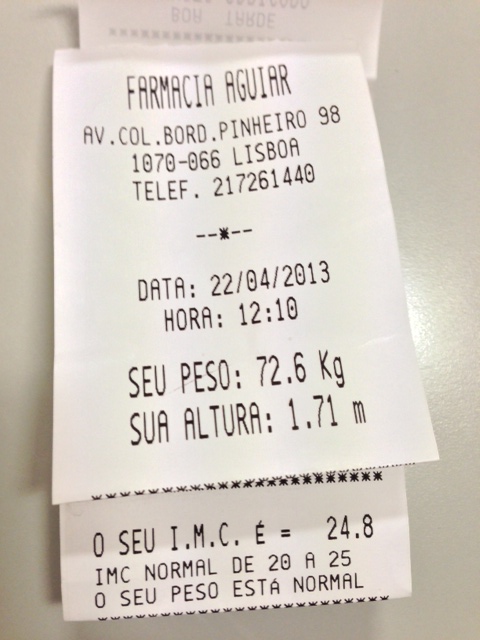 BOA TARDE
FARMACIA AGUIAR
AV.COL.BORD.PINHEIRO 98
1070-066 LISBOA
TELEF. 217261440
--*--
DATA: 22/04/2013
HORA: 12:10
SEU PESO: 72.6 Kg
SUA ALTURA: 1.71 m
O SEU I.M.C. É = 24.8
IMC NORMAL DE 20 A 25
O SEU PESO ESTÁ NORMAL